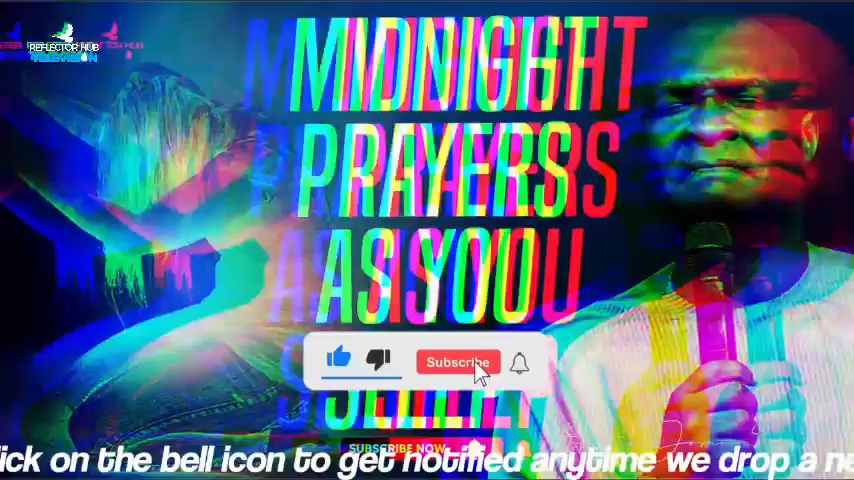 REFLECTOR HUB
TELEVISION
MIDNIGHT
PRAYERS
AS YOU
Subscribe
SUBSCRIBE NOW
ick on the bell icon to get notified anytime we drop a ne